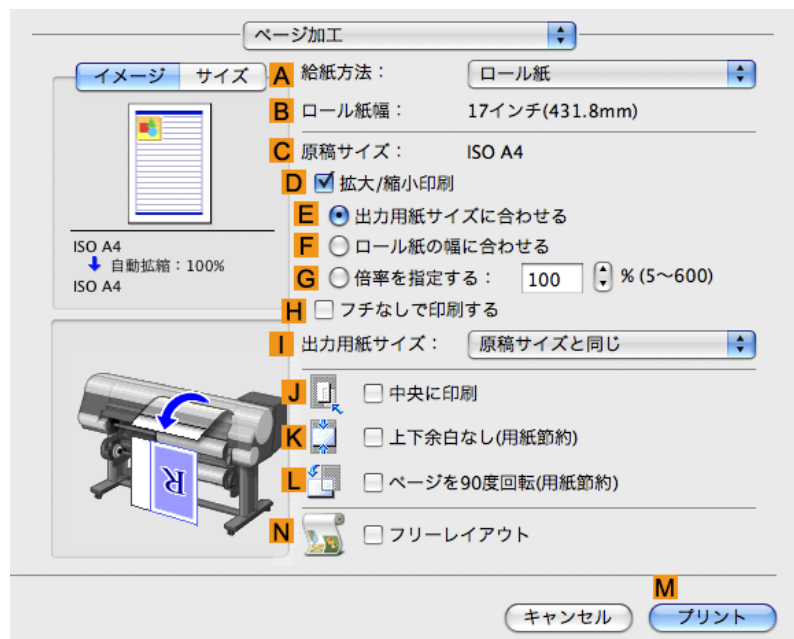 ページ加工
イメージ サイズ
A 給紙方法： ロール紙
B ロール紙幅： 17インチ(431.8mm)
C 原稿サイズ： ISO A4
D 拡大/縮小印刷
E 出力用紙サイズに合わせる
F ロール紙の幅に合わせる
ISO A4
自動拡縮：100%
ISO A4
G 倍率を指定する： 100 % (5～600)
H フチなしで印刷する
I 出力用紙サイズ： 原稿サイズと同じ
J 中央に印刷
K 上下余白なし(用紙節約)
L ページを90度回転(用紙節約)
R
N フリーレイアウト
M
キャンセル プリント